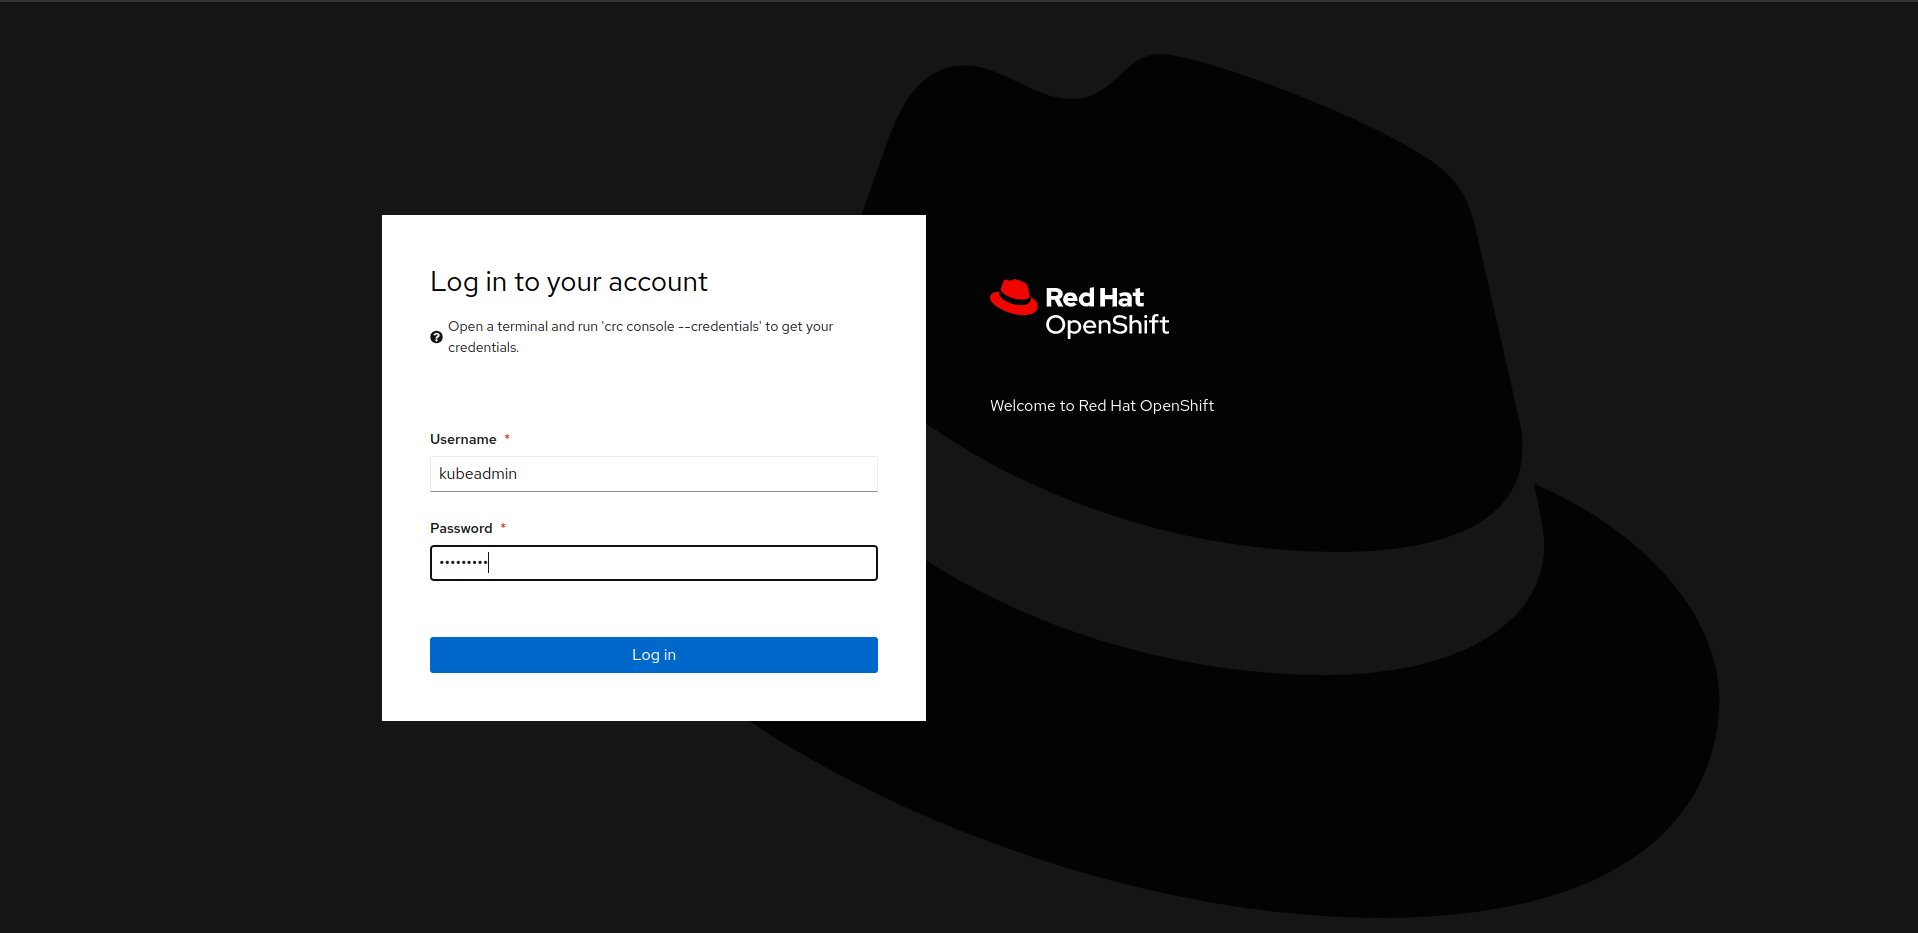 Log in to your account
Open a terminal and run 'crc console --credentials' to get your
credentials.
Username *
kubeadmin
Password *
•••••••••
Log in
Red Hat
OpenShift
Welcome to Red Hat OpenShift